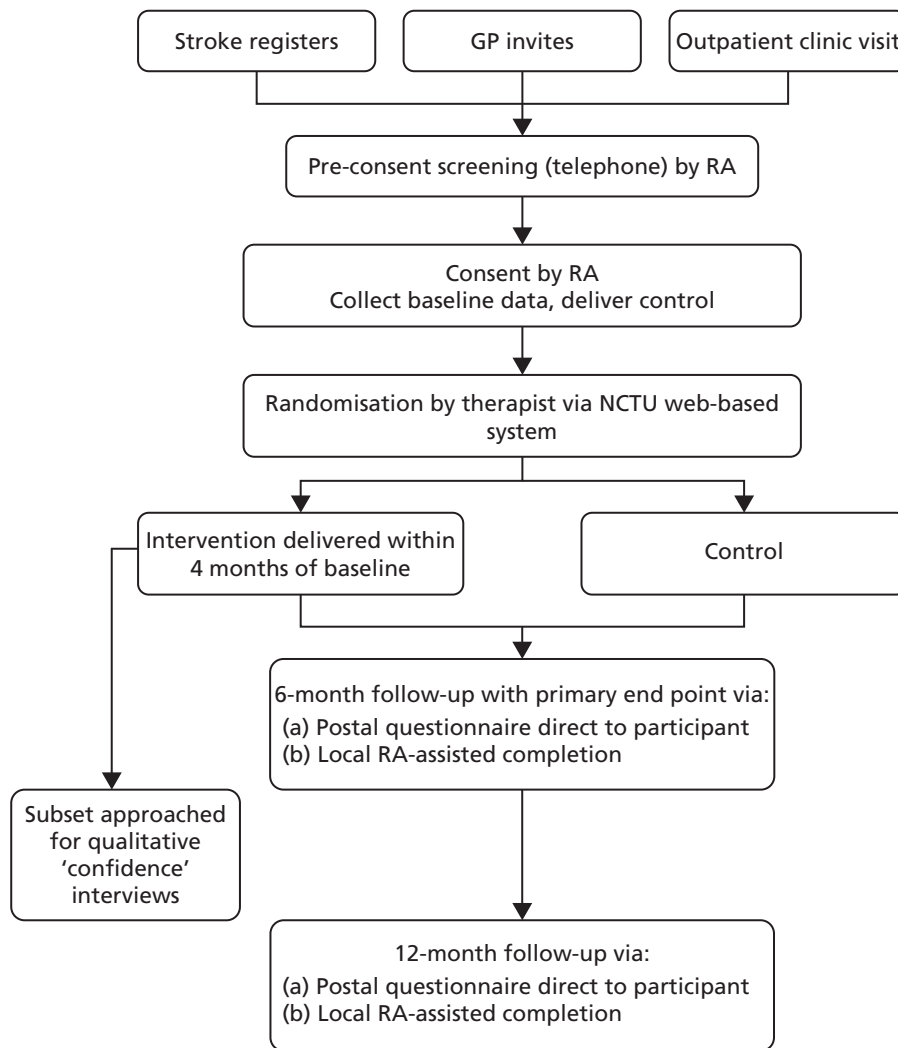 Stroke registers
GP invites
Outpatient clinic visit
Pre-consent screening (telephone) by RA
Consent by RA
Collect baseline data, deliver control
Randomisation by therapist via NCTU web-based
system
Intervention delivered within
4 months of baseline
Control
6-month follow-up with primary end point via:
(a) Postal questionnaire direct to participant
(b) Local RA-assisted completion
Subset approached
for qualitative
‘confidence’
interviews
12-month follow-up via:
(a) Postal questionnaire direct to participant
(b) Local RA-assisted completion